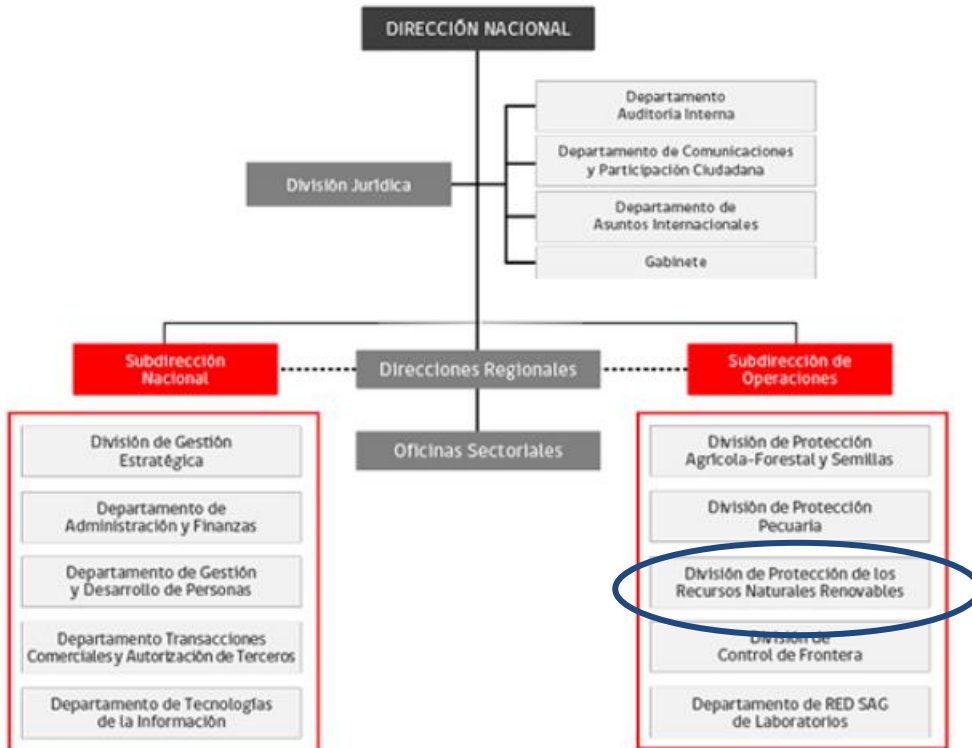 DIRECCIÓN NACIONAL
Departamento
Auditoría Interna
Departamento de Comunicaciones
y Participación Ciudadana
División Jurídica
Departamento de
Asuntos Internacionales
Gabinete
Subdirección
Nacional
Direcciones Regionales
Subdirección de
Operaciones
Oficinas Sectoriales
División de Gestión
Estratégica
Departamento de
Administración y Finanzas
Departamento de Gestión
y Desarrollo de Personas
Departamento Transacciones
Comerciales y Autorización de Terceros
Departamento de Tecnologías
de la Información
División de Protección
Agrícola-Forestal y Semillas
División de Protección
Pecuaria
División de Protección de los
Recursos Naturales Renovables
División de
Control de Frontera
Departamento de RED SAG
de Laboratorios